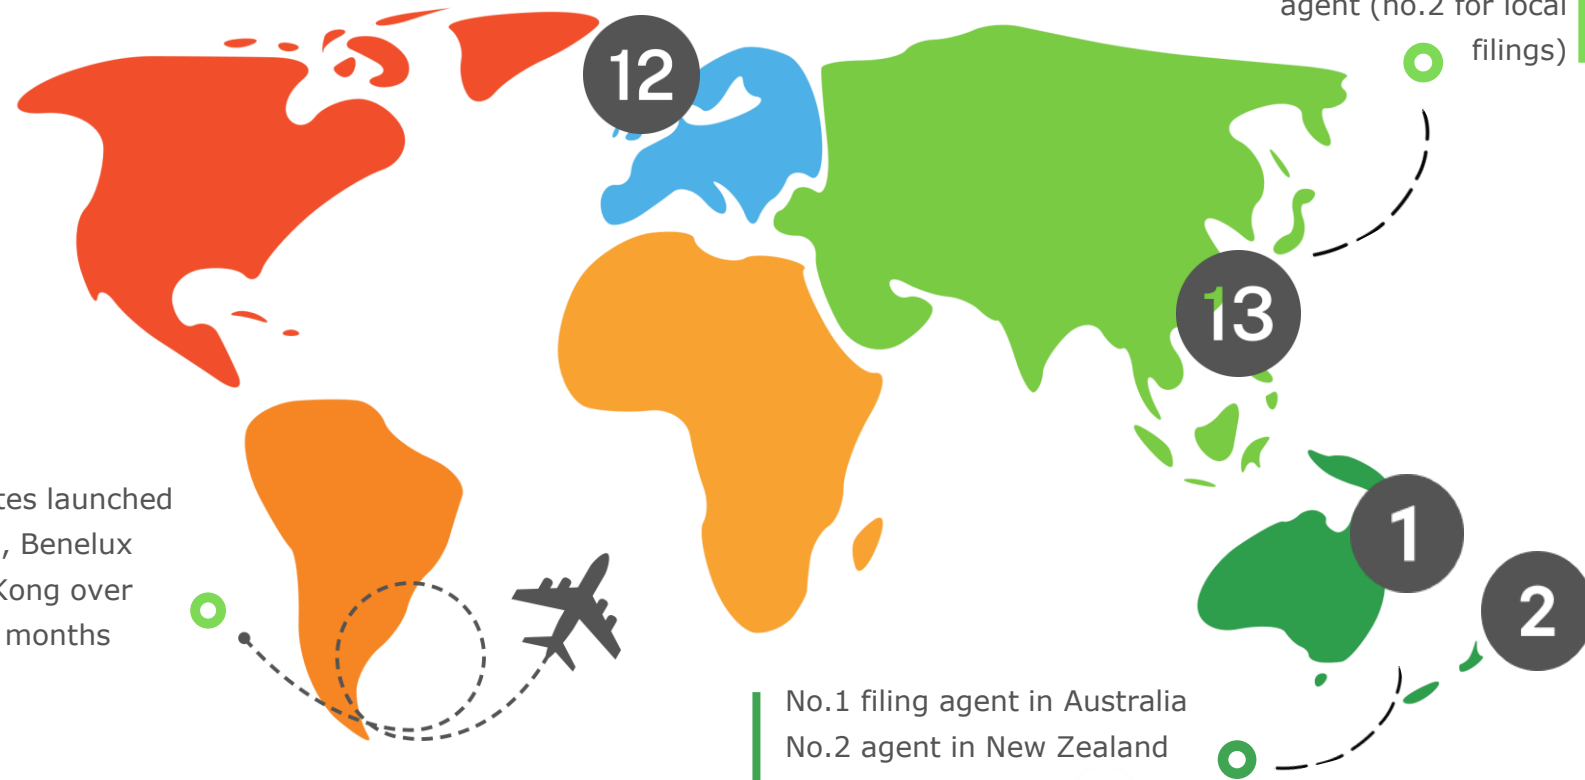 agent (no.2 for local
filings)
12
13
launched
, Benelux
Kong over
months
1
2
No.1 filing agent in Australia
No.2 agent in New Zealand